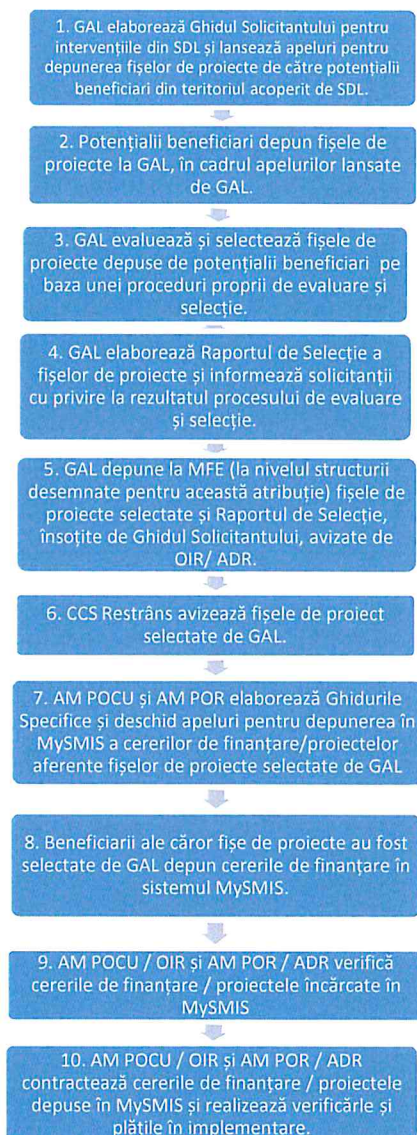 1. GAL elaborează Ghidul Solicitantului pentru
intervențiile din SDL și lansează apeluri pentru
depunerea fișelor de proiecte de către potențialii
beneficiari din teritoriul acoperit de SDL.
2. Potențialii beneficiari depun fișele de
proiecte la GAL, în cadrul apelurilor lansate
de GAL.
3. GAL evaluează și selectează fișele de
proiecte depuse de potențialii beneficiari pe
baza unei proceduri proprii de evaluare și
selecție.
4. GAL elaborează Raportul de Selecție a
fișelor de proiecte și informează solicitanții
cu privire la rezultatul procesului de evaluare
și selecție.
5. GAL depune la MFE (la nivelul structurii
desemnate pentru această atribuție) fișele de
proiecte selectate și Raportul de Selecție,
însoțite de Ghidul Solicitantului, avizate de
OIR/ ADR.
6. CCS Restrâns avizează fișele de proiect
selectate de GAL.
7. AM POCU și AM POR elaborează Ghidurile
Specifice și deschid apeluri pentru depunerea în
MySMIS a cererilor de finanțare/proiectelor
aferente fișelor de proiecte selectate de GAL
8. Beneficiarii ale căror fișe de proiecte au fost
selectate de GAL depun cererile de finanțare în
sistemul MySMIS.
9. AM POCU / OIR și AM POR / ADR verifică
cererile de finanțare / proiectele încărcate în
MySMIS
10. AM POCU / OIR și AM POR / ADR
contractează cererile de finanțare / proiectele
depuse în MySMIS și realizează verificărle și
plățile în implementare.